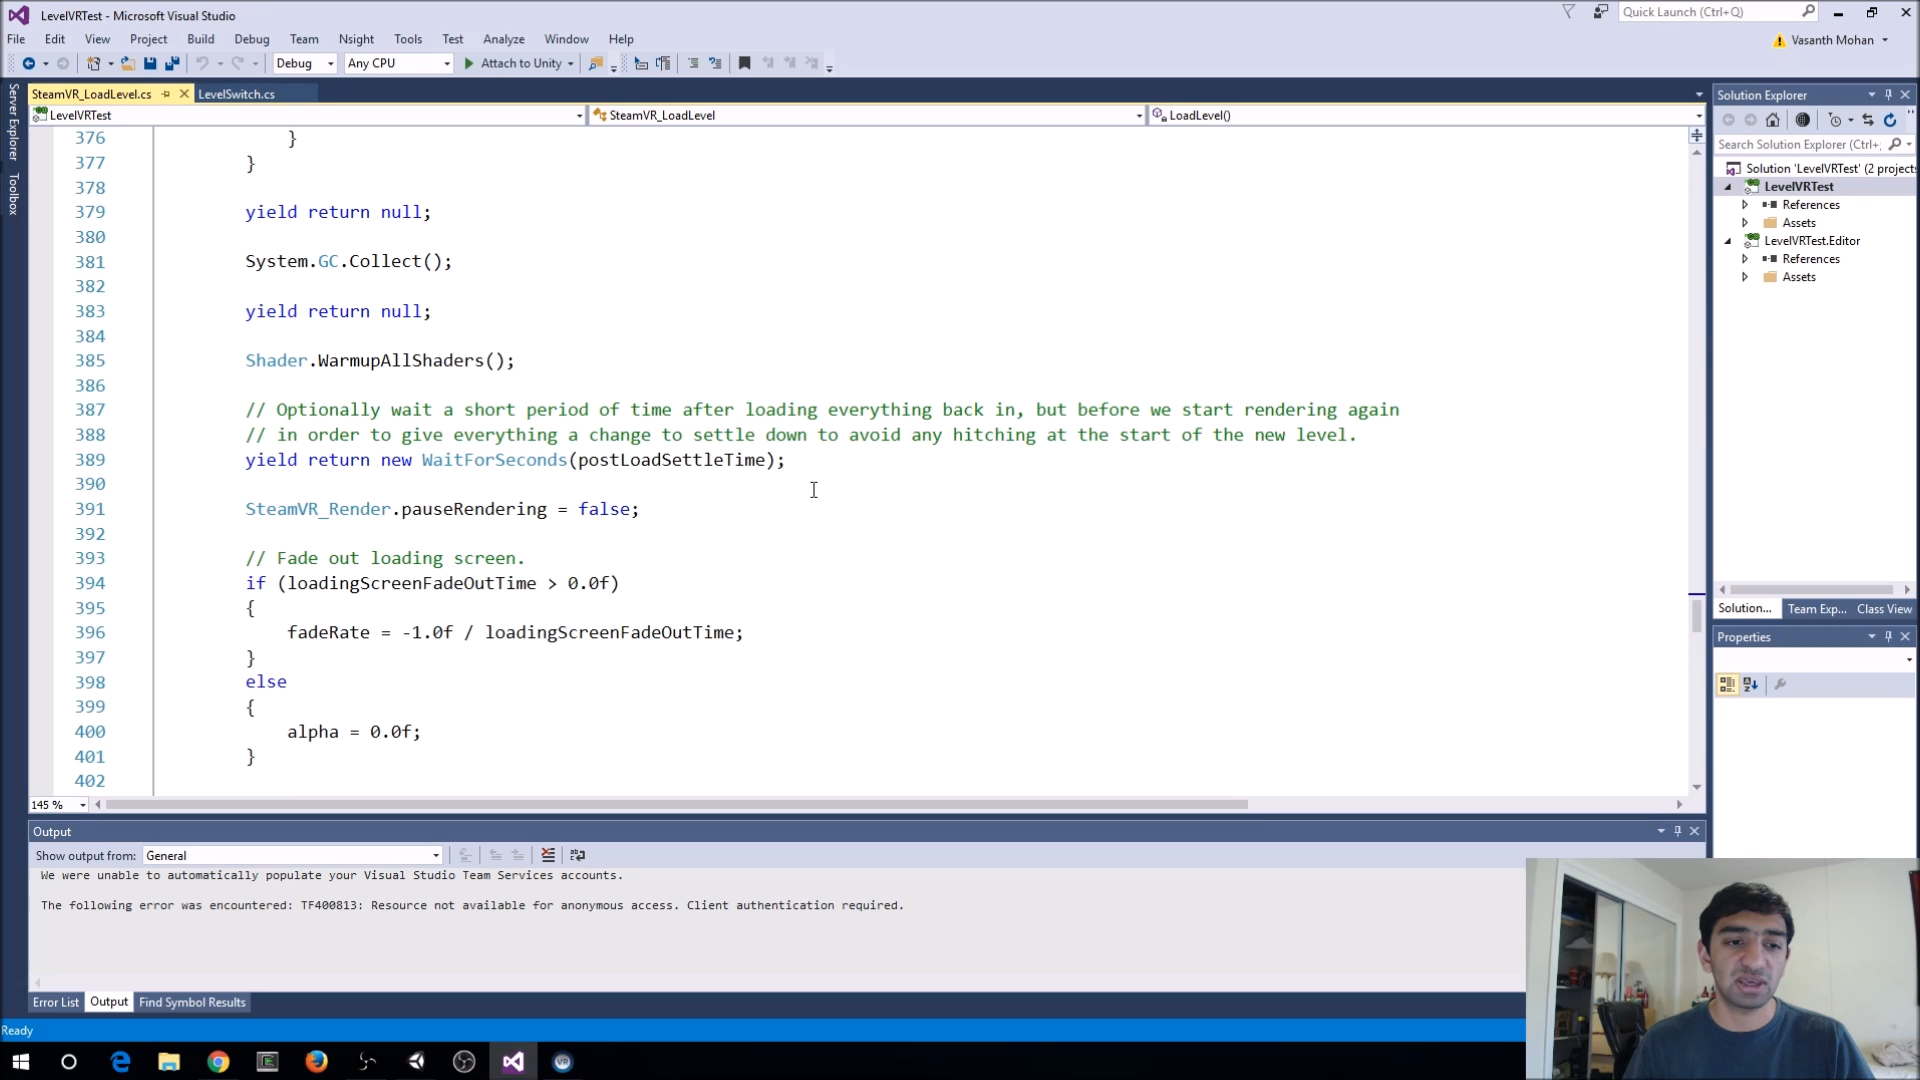 LevelVRTest - Microsoft Visual Studio
Quick Launch (Ctrl+Q)
File Edit View Project Build Debug Team Nsight Tools Test Analyze Window Help
Vasanth Mohan
Debug Any CPU Attach to Unity
Server Explorer
Toolbox
SteamVR_LoadLevel.cs LevelSwitch.cs
LevelVRTest SteamVR_LoadLevel LoadLevel()
376 }
377 }
378
379 yield return null;
380
381 System.GC.Collect();
382
383 yield return null;
384
385 Shader.WarmupAllShaders();
386
387 // Optionally wait a short period of time after loading everything back in, but before we start rendering again
388 // in order to give everything a change to settle down to avoid any hitching at the start of the new level.
389 yield return new WaitForSeconds(postLoadSettleTime);
390
391 SteamVR_Render.pauseRendering = false;
392
393 // Fade out loading screen.
394 if (loadingScreenFadeOutTime > 0.0f)
395 {
396 fadeRate = -1.0f / loadingScreenFadeOutTime;
397 }
398 else
399 {
400 alpha = 0.0f;
401 }
402
145 %
Solution Explorer
Search Solution Explorer (Ctrl+;
Solution 'LevelVRTest' (2 projects
LevelVRTest
References
Assets
LevelVRTest.Editor
References
Assets
Solution... Team Exp... Class View
Properties
Output
Show output from: General
We were unable to automatically populate your Visual Studio Team Services accounts.
The following error was encountered: TF400813: Resource not available for anonymous access. Client authentication required.
Error List Output Find Symbol Results
Ready
VR